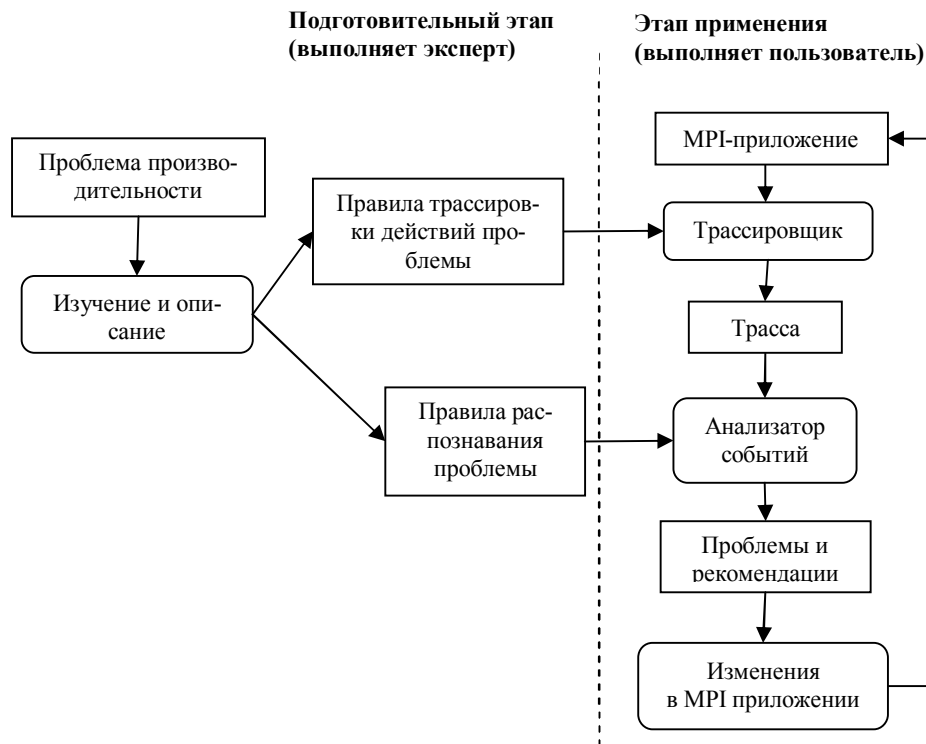 Подготовительный этап
(выполняет эксперт)
Этап применения
(выполняет пользователь)
Проблема произво-
дительности
Изучение и опи-
сание
Правила трассиров-
ки действий про-
блемы
Правила рас-
познавания
проблемы
MPI-приложение
Трассировщик
Трасса
Анализатор
событий
Проблемы и
рекомендации
Изменения
в MPI приложении